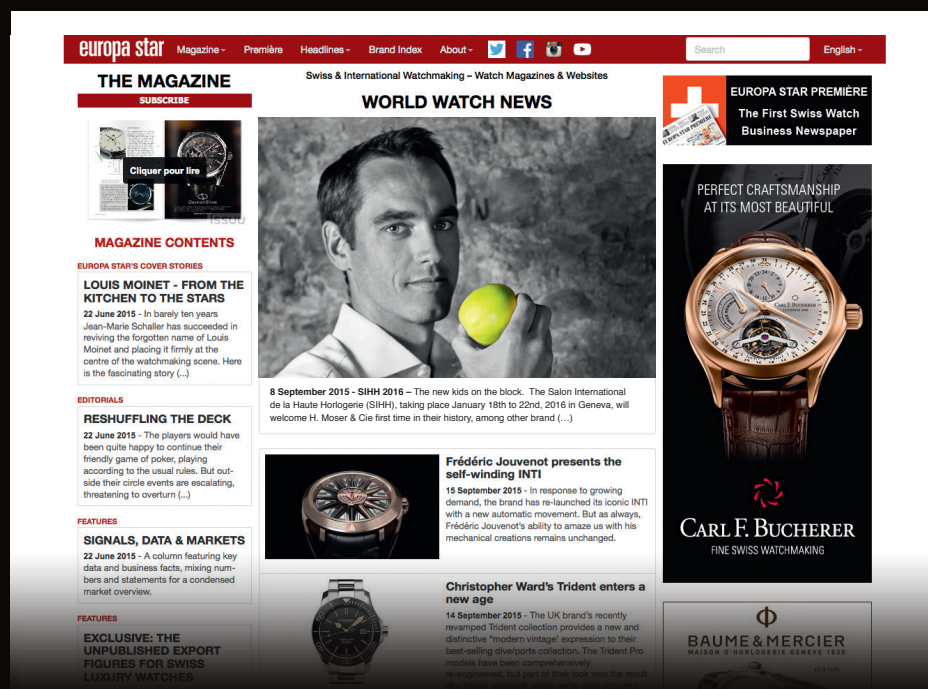 europa star
Magazine
Première
Headlines
Brand Index
About
Search
English
THE MAGAZINE
SUBSCRIBE
Cliquer pour lire
issuu
MAGAZINE CONTENTS
EUROPA STAR'S COVER STORIES
LOUIS MOINET - FROM THE
KITCHEN TO THE STARS
22 June 2015 - In barely ten years
Jean-Marie Schaller has succeeded in
reviving the forgotten name of Louis
Moinet and placing it firmly at the
centre of the watchmaking scene. Here
is the fascinating story (...)
EDITORIALS
RESHUFFLING THE DECK
22 June 2015 - The players would have
been quite happy to continue their
friendly game of poker, playing
according to the usual rules. But out-
side their circle events are escalating,
threatening to overturn (...)
FEATURES
SIGNALS, DATA & MARKETS
22 June 2015 - A column featuring key
data and business facts, mixing num-
bers and statements for a condensed
market overview.
FEATURES
EXCLUSIVE: THE
UNPUBLISHED EXPORT
FIGURES FOR SWISS
LUXURY WATCHES
Swiss & International Watchmaking – Watch Magazines & Websites
WORLD WATCH NEWS
8 September 2015 - SIHH 2016 – The new kids on the block. The Salon International
de la Haute Horlogerie (SIHH), taking place January 18th to 22nd, 2016 in Geneva, will
welcome H. Moser & Cie first time in their history, among other brand (…)
Frédéric Jouvenot presents the
self-winding INTI
15 September 2015 - In response to growing
demand, the brand has re-launched its iconic INTI
with a new automatic movement. But as always,
Frédéric Jouvenot's ability to amaze us with his
mechanical creations remains unchanged.
Christopher Ward's Trident enters a
new age
14 September 2015 - The UK brand's recently
revamped Trident collection provides a new and
distinctive "modern vintage' expression to their
best-selling dive/ports collection. The Trident Pro
models have been comprehensively
re-engineered, but part of their look was the result
EUROPA STAR PREMIÈRE
The First Swiss Watch
Business Newspaper
EUROPA STAR PREMIÈRE
PERFECT CRAFTSMANSHIP
AT ITS MOST BEAUTIFUL
CARL F. BUCHERER
CARL F. BUCHERER
FINE SWISS WATCHMAKING
BAUME & MERCIER
MAISON D'HORLOGERIE GENEVE 1830
CLIFTON